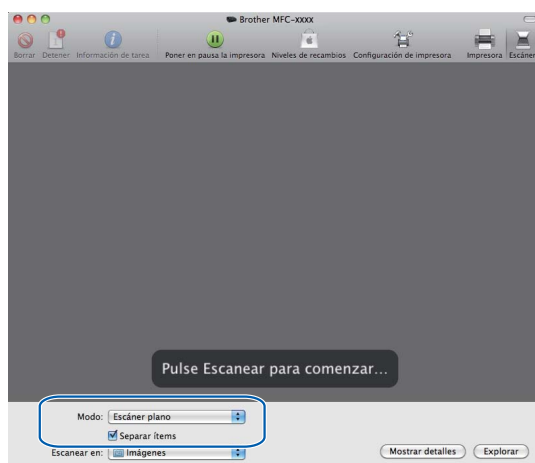 Brother MFC-XXXX
Borrar Detener Información de tarea Poner en pausa la impresora Niveles de recambios Configuración de impresora Impresora Escáner
Pulse Escanear para comenzar...
Modo: Escáner plano
Separar ítems
Escanear en: Imágenes Mostrar detalles Explorar